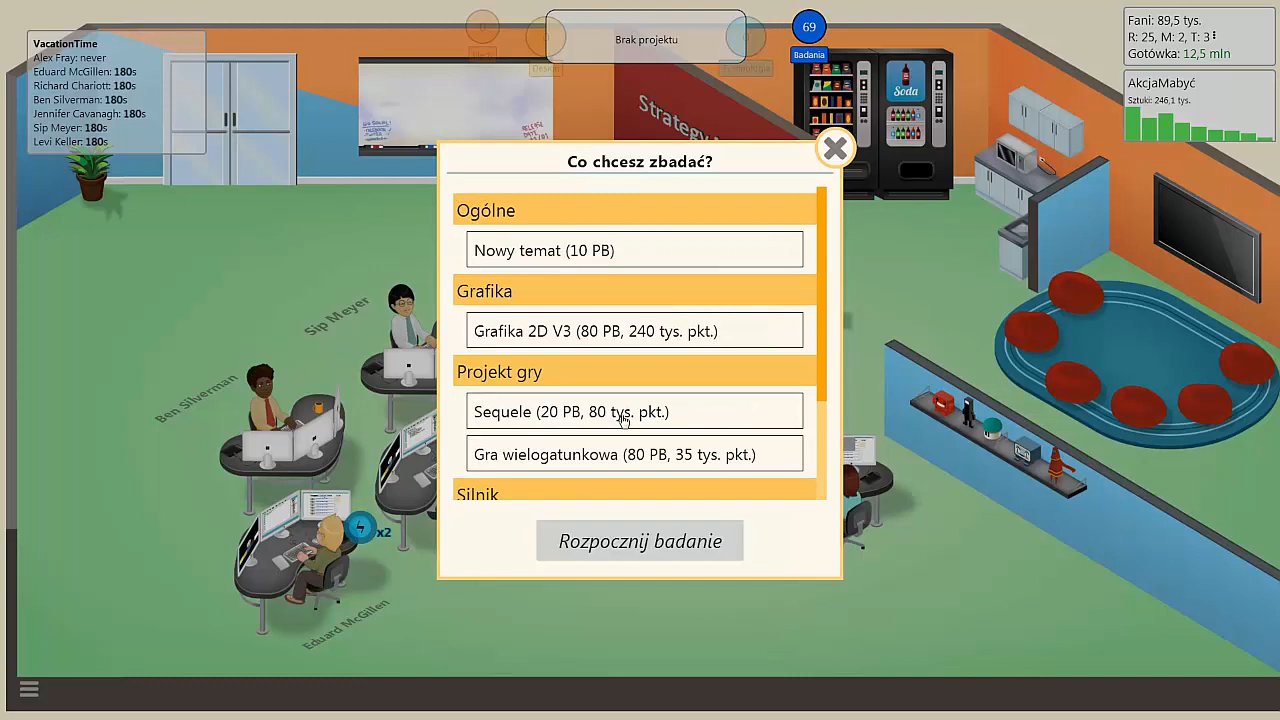 VacationTime
Alex Fray: never
Eduard McGillen: 180s
Richard Chariott: 180s
Ben Silverman: 180s
Jennifer Cavanagh: 180s
Sip Meyer: 180s
Levi Keller: 180s
Brak projektu
69
Badania
Fani: 89,5 tys.
R: 25, M: 2, T: 3
Gotówka: 12,5 mln
AkcjaMabyć
Sztuki: 246,1 tys.
Soda
Strategy
RELEASE
DATE
Co chcesz zbadać?
Ogólne
Nowy temat (10 PB)
Grafika
Grafika 2D V3 (80 PB, 240 tys. pkt.)
Projekt gry
Sequele (20 PB, 80 tys. pkt.)
Gra wielogatunkowa (80 PB, 35 tys. pkt.)
Silnik
Rozpocznij badanie
Sip Meyer
Ben Silverman
x2
Eduard McGillen